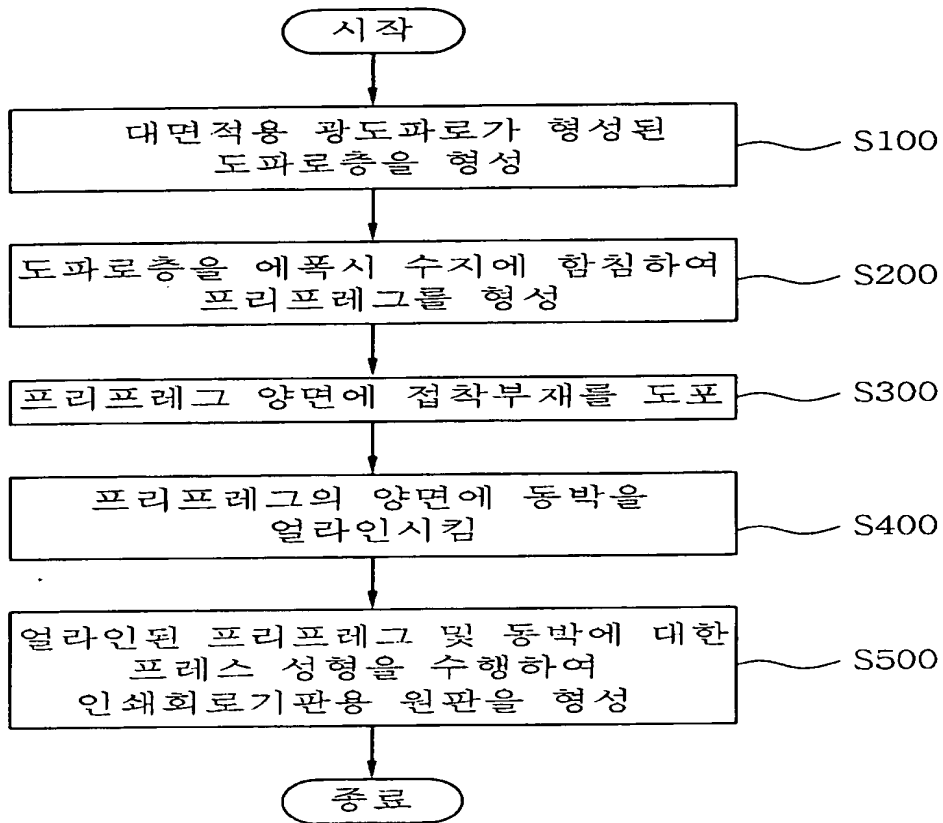 시작
대면적용 광도파로가 형성된
도파로층을 형성
S100
도파로층을 에폭시 수지에 함침하여
프리프레그를 형성
S200
프리프레그 양면에 접착부재를 도포
S300
프리프레그의 양면에 동박을
얼라인시킴
S400
얼라인된 프리프레그 및 동박에 대한
프레스 성형을 수행하여
인쇄회로기판용 원판을 형성
S500
종료